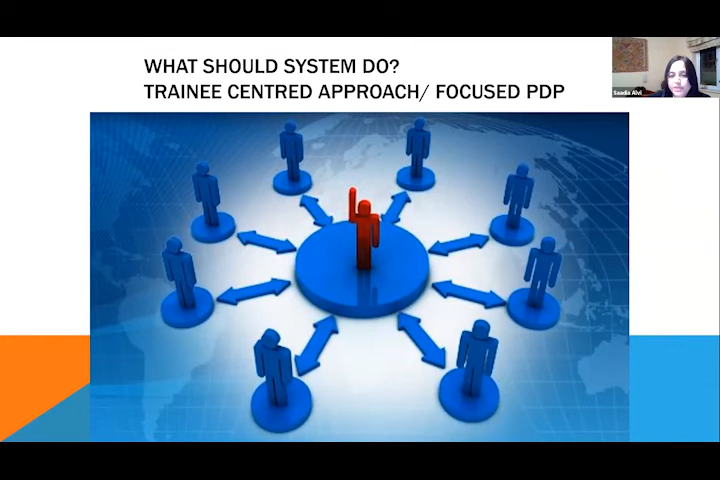 WHAT SHOULD SYSTEM DO?
TRAINEE CENTRED APPROACH/ FOCUSED PDP
Saadia Alvi